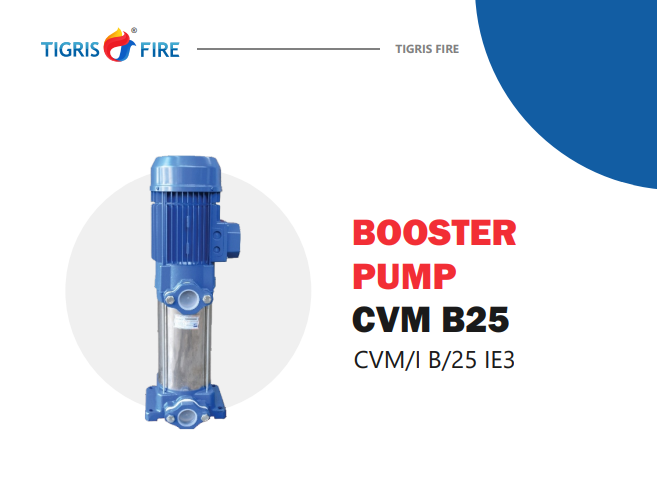 TIGRIS FIRE
®
TIGRIS FIRE
BOOSTER
PUMP
CVM B25
CVM/I B/25 IE3